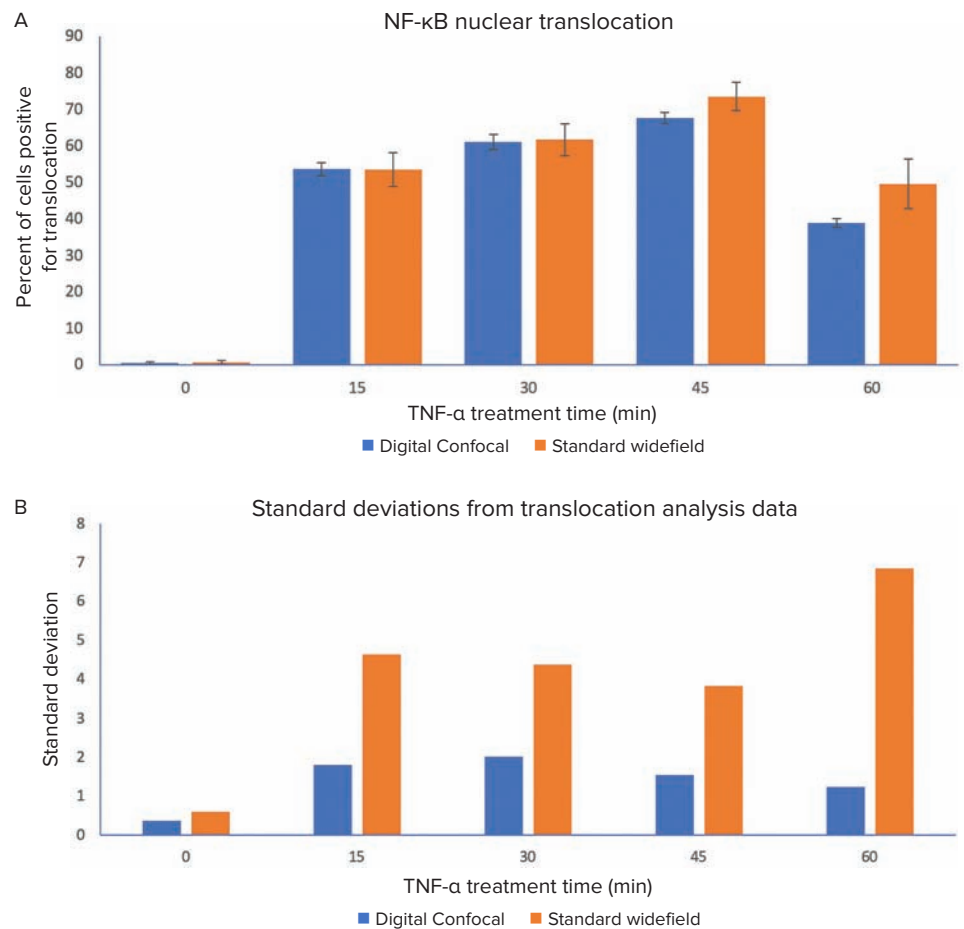 A
NF-κB nuclear translocation
Percent of cells positive
for translocation
90
80
70
60
50
40
30
20
10
0
0 15 30 45 60
TNF-α treatment time (min)
Digital Confocal Standard widefield
B
Standard deviations from translocation analysis data
Standard deviation
8
7
6
5
4
3
2
1
0
0 15 30 45 60
TNF-α treatment time (min)
Digital Confocal Standard widefield